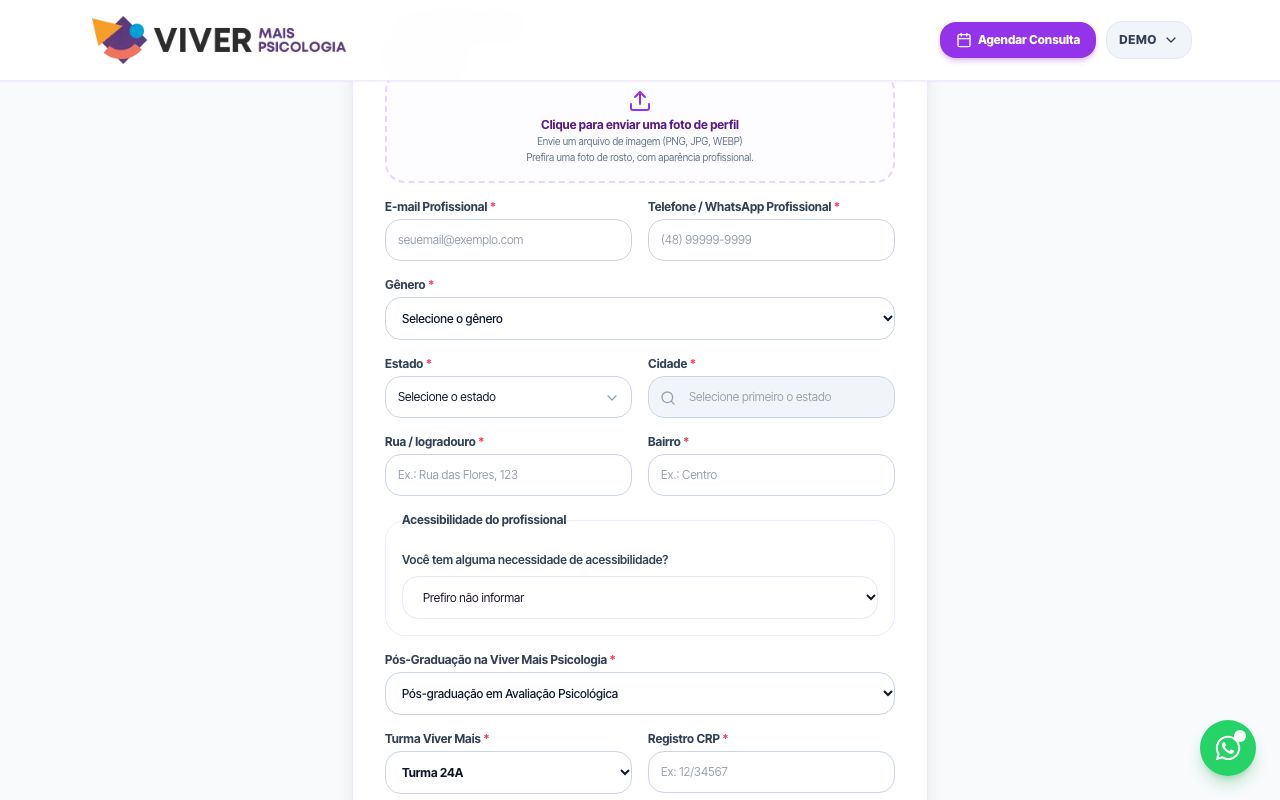 VIVER MAIS PSICOLOGIA
Agendar Consulta
DEMO
Clique para enviar uma foto de perfil
Envie um arquivo de imagem (PNG, JPG, WEBP)
Prefira uma foto de rosto, com aparência profissional.
E-mail Profissional * Telefone / WhatsApp Profissional *
seuemail@exemplo.com (48) 99999-9999
Gênero *
Selecione o gênero
Estado * Cidade *
Selecione o estado Selecione primeiro o estado
Rua / logradouro * Bairro *
Ex.: Rua das Flores, 123 Ex.: Centro
Acessibilidade do profissional
Você tem alguma necessidade de acessibilidade?
Prefiro não informar
Pós-Graduação na Viver Mais Psicologia *
Pós-graduação em Avaliação Psicológica
Turma Viver Mais * Registro CRP *
Turma 24A Ex: 12/34567